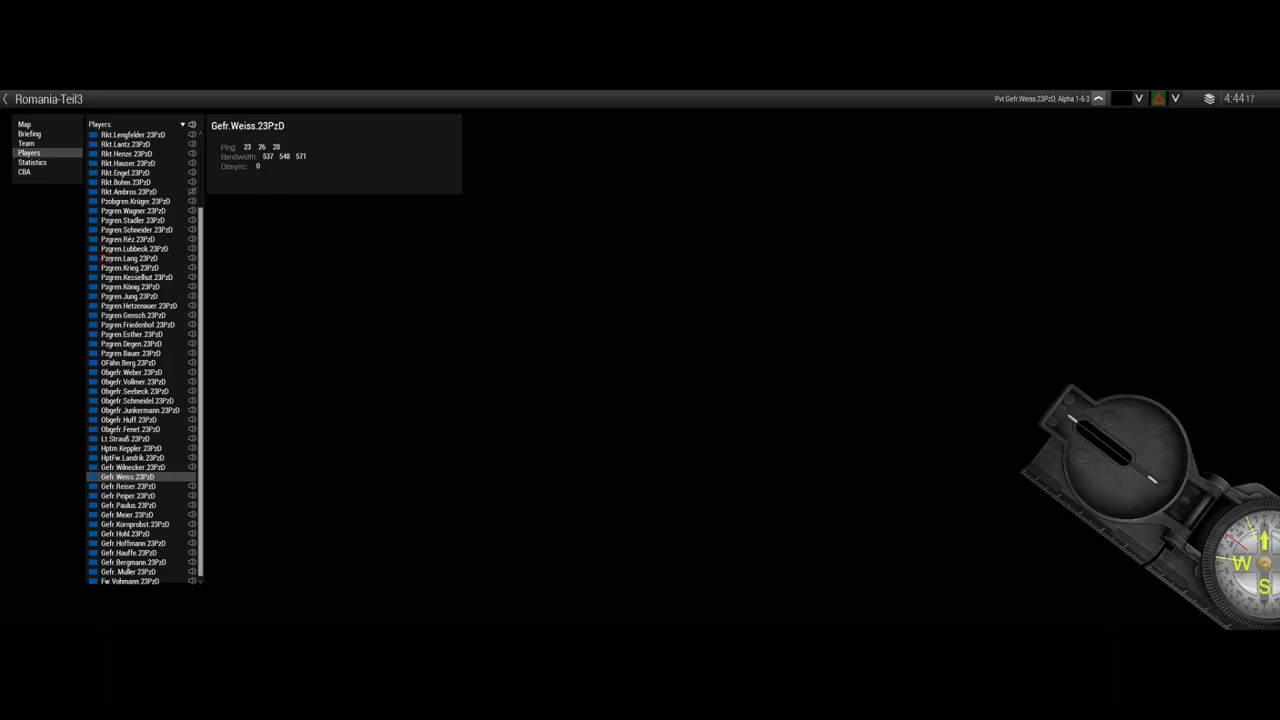 Romania-Teil3
Pvt Gefr.Weiss.23PzD, Alpha 1-6 3
4:44 17
Map
Briefing
Team
Players
Statistics
CBA
Players:
Rkt.Lengfelder.23PzD
Rkt.Lantz.23PzD
Rkt.Henze.23PzD
Rkt.Hauser.23PzD
Rkt.Engel.23PzD
Rkt.Bohm.23PzD
Rkt.Ambros.23PzD
Pzobgren.Krüger.23PzD
Pzgren.Wagner.23PzD
Pzgren.Stadler.23PzD
Pzgren.Schneider.23PzD
Pzgren.Réz.23PzD
Pzgren.Lubbeck.23PzD
Pzgren.Lang.23PzD
Pzgren.Krieg.23PzD
Pzgren.Kesselhut.23PzD
Pzgren.König.23PzD
Pzgren.Jung.23PzD
Pzgren.Hetzenauer.23PzD
Pzgren.Gensch.23PzD
Pzgren.Friedenhof.23PzD
Pzgren.Esther.23PzD
Pzgren.Degen.23PzD
Pzgren.Bauer.23PzD
OFähn.Berg.23PzD
Obgefr.Weber.23PzD
Obgefr.Vollmer.23PzD
Obgefr.Seebeck.23PzD
Obgefr.Schmeidel.23PzD
Obgefr.Junkermann.23PzD
Obgefr.Huff.23PzD
Obgefr.Fenet.23PzD
Lt.Strauß.23PzD
Hptm.Keppler.23PzD
HptFw.Landrik.23PzD
Gefr.Wilnecker.23PzD
Gefr.Weiss.23PzD
Gefr.Reiser.23PzD
Gefr.Peiper.23PzD
Gefr.Paulus.23PzD
Gefr.Meier.23PzD
Gefr.Kornprobst.23PzD
Gefr.Hohl.23PzD
Gefr.Hoffmann.23PzD
Gefr.Hauffe.23PzD
Gefr.Bergmann.23PzD
Gefr. Muller 23PzD
Fw.Vohmann.23PzD
Gefr.Weiss.23PzD
Ping: 23 26 28
Bandwidth: 537 548 571
Desync: 0
W
S